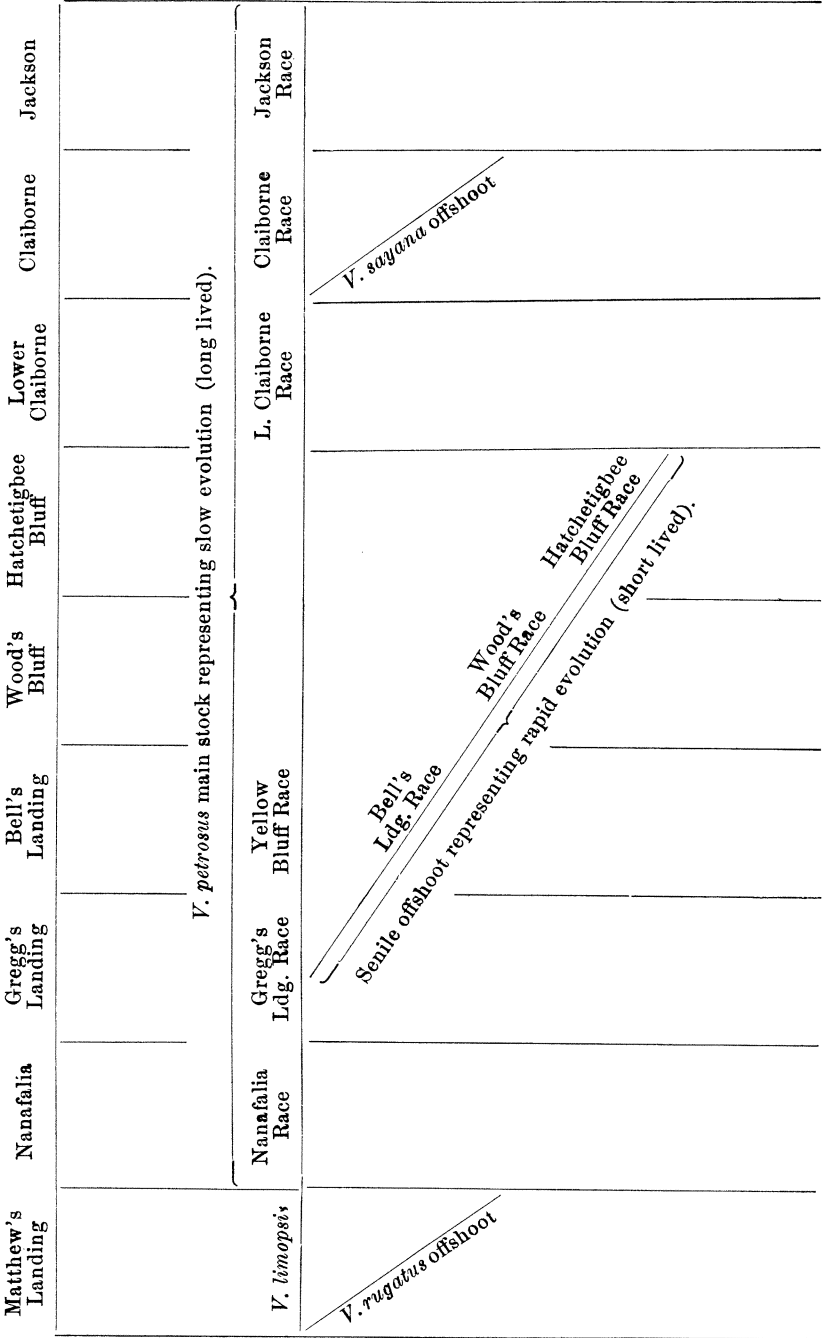 Jackson
Claiborne
Lower
Claiborne
Hatchetigbee
Bluff
Wood's
Bluff
Bell's
Landing
Gregg's
Landing
Nanafalia
Matthew's
Landing
V. petrosus main stock representing slow evolution (long lived).
Jackson
Race
Claiborne
Race
L. Claiborne
Race
Yellow
Bluff Race
Gregg's
Ldg. Race
Nanafalia
Race
V. limopsis
V. sayana offshoot
Hatchetigbee
Bluff Race
Wood's
Bluff Race
Bell's
Ldg. Race
Senile offshoot representing rapid evolution (short lived).
V. rugatus offshoot